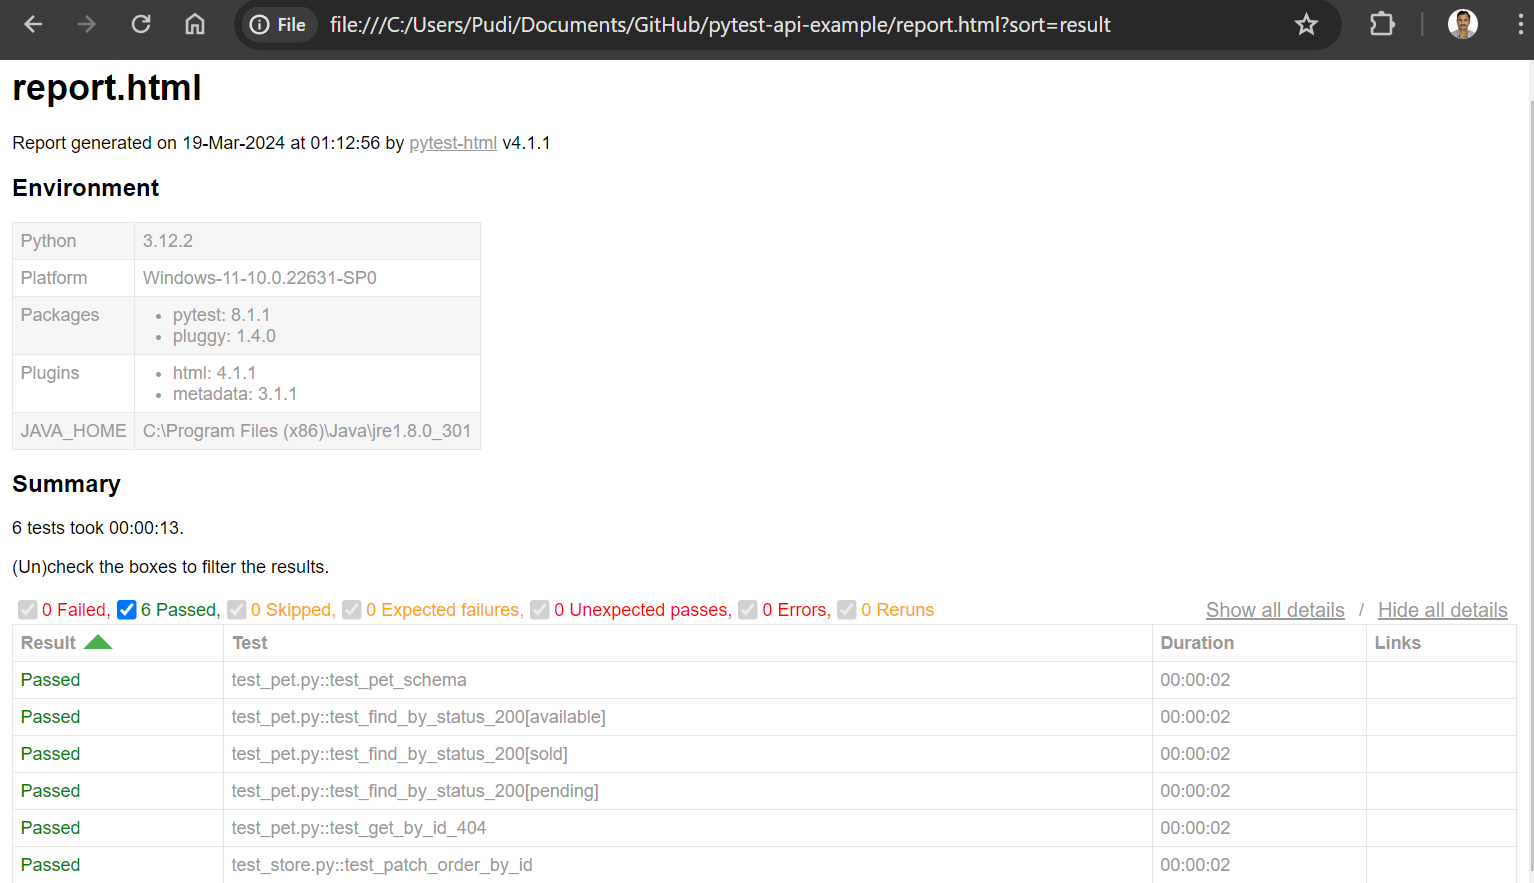 File file:///C:/Users/Pudi/Documents/GitHub/pytest-api-example/report.html?sort=result
report.html
Report generated on 19-Mar-2024 at 01:12:56 by pytest-html v4.1.1
Environment
Python 3.12.2
Platform Windows-11-10.0.22631-SP0
Packages • pytest: 8.1.1
• pluggy: 1.4.0
Plugins • html: 4.1.1
• metadata: 3.1.1
JAVA_HOME C:\Program Files (x86)\Java\jre1.8.0_301
Summary
6 tests took 00:00:13.
(Un)check the boxes to filter the results.
0 Failed, 6 Passed, 0 Skipped, 0 Expected failures, 0 Unexpected passes, 0 Errors, 0 Reruns Show all details / Hide all details
Result Test Duration Links
Passed test_pet.py::test_pet_schema 00:00:02
Passed test_pet.py::test_find_by_status_200[available] 00:00:02
Passed test_pet.py::test_find_by_status_200[sold] 00:00:02
Passed test_pet.py::test_find_by_status_200[pending] 00:00:02
Passed test_pet.py::test_get_by_id_404 00:00:02
Passed test_store.py::test_patch_order_by_id 00:00:02